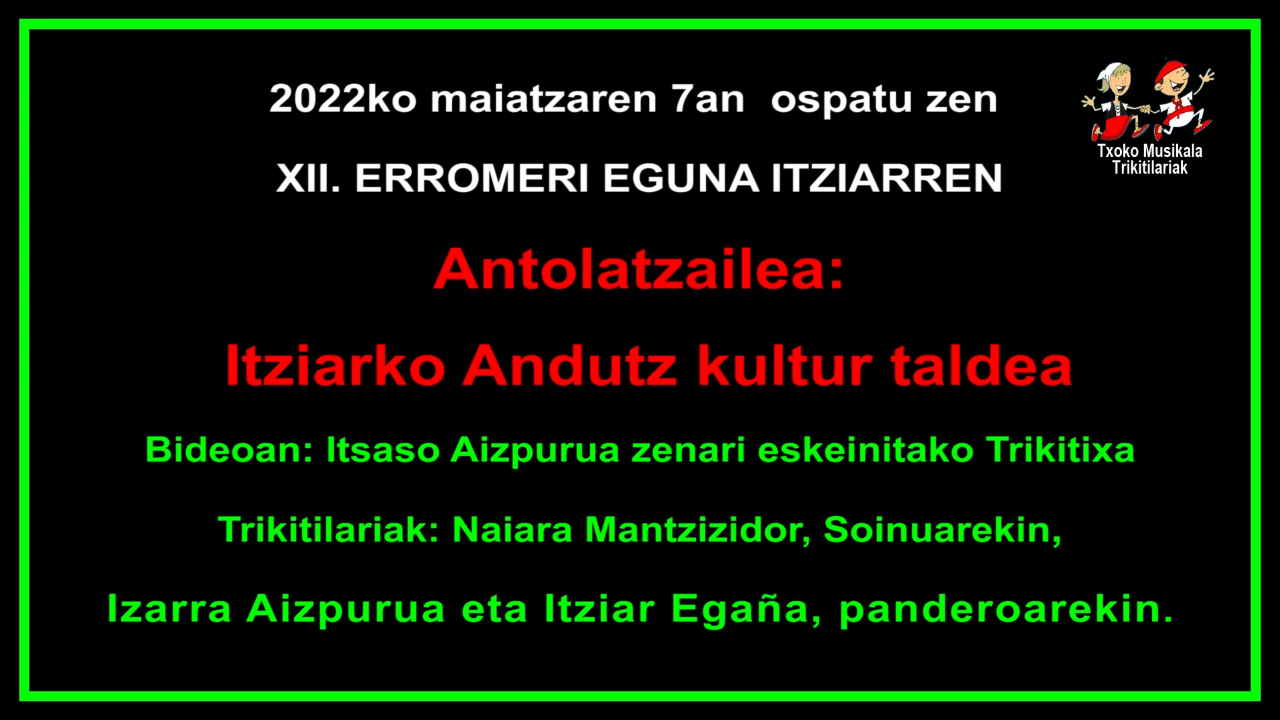 2022ko maiatzaren 7an ospatu zen
XII. ERROMERI EGUNA ITZIARREN
Antolatzailea:
Itziarko Andutz kultur taldea
Bideoan: Itsaso Aizpurua zenari eskeinitako Trikitixa
Trikitilariak: Naiara Mantzizidor, Soinuarekin,
Izarra Aizpurua eta Itziar Egaña, panderoarekin.
Txoko Musikala
Trikitilariak